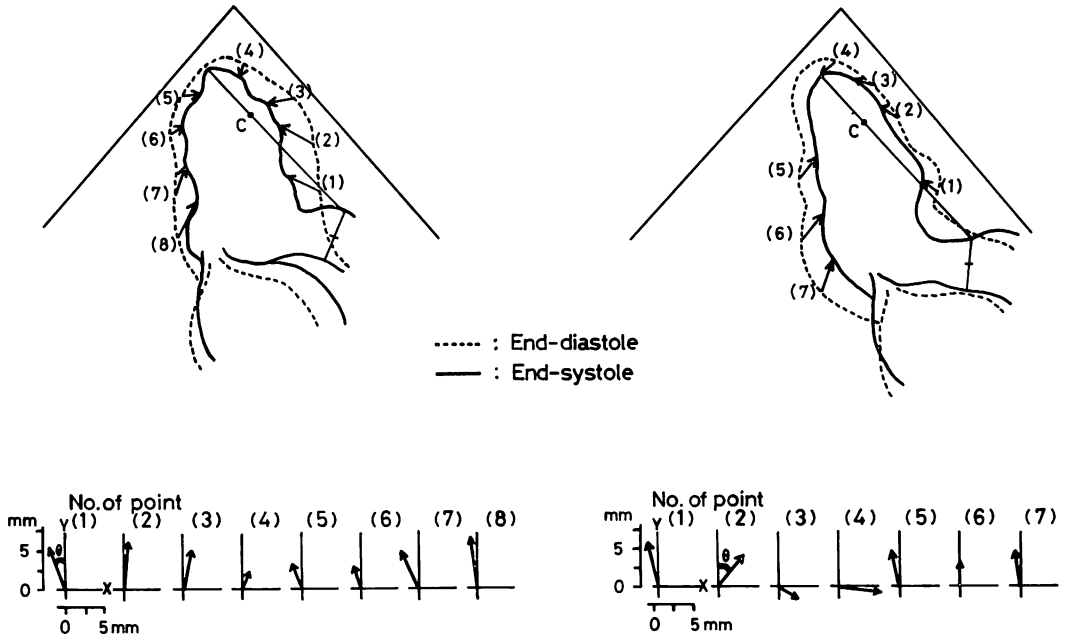 (4)
(5)
(3)
C
(6)
(2)
(7)
(1)
(8)
(4)
(3)
(2)
C
(5)
(1)
(6)
(7)
: End-diastole
: End-systole
No. of point
mm Y (1) (2) (3) (4) (5) (6) (7) (8)
5 θ
0 X
0 5 mm
No. of point
mm Y (1) (2) (3) (4) (5) (6) (7)
5 θ
0 X
0 5 mm